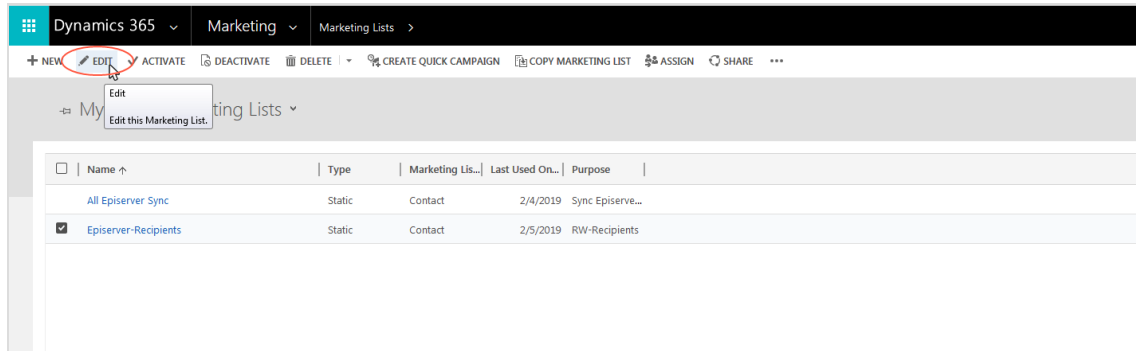 Dynamics 365 Marketing Marketing Lists >
NEW EDIT ACTIVATE DEACTIVATE DELETE CREATE QUICK CAMPAIGN COPY MARKETING LIST ASSIGN SHARE ...
Edit
Edit this Marketing List.
My ting Lists
Name Type Marketing Lis... Last Used On... Purpose
All Episerver Sync Static Contact 2/4/2019 Sync Episerve...
Episerver-Recipients Static Contact 2/5/2019 RW-Recipients